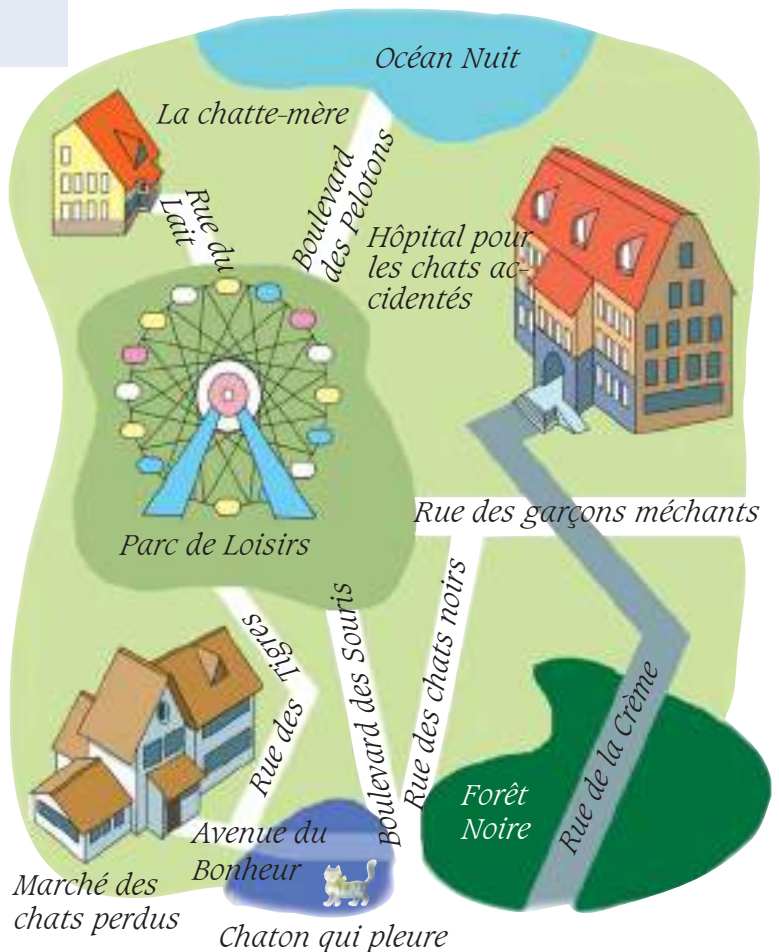 Océan Nuit
La chatte-mère
Rue du
Lait
Boulevard
des Pelotons
Hôpital pour
les chats ac-
cidentés
Rue des garçons méchants
Parc de Loisirs
Rue des Tigres
Boulevard des Souris
Rue des chats noirs
Rue de la Crème
Forêt
Noire
Avenue du
Bonheur
Marché des
chats perdus
Chaton qui pleure